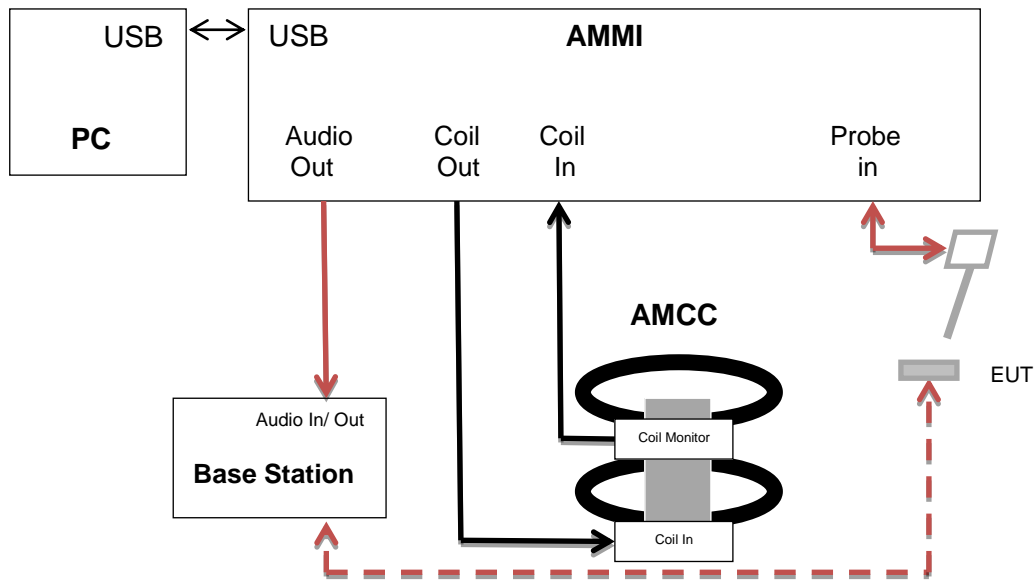 USB
PC
USB
AMMI
Audio
Out
Coil
Out
Coil
In
Probe
in
AMCC
EUT
Audio In/ Out
Base Station
Coil Monitor
Coil In